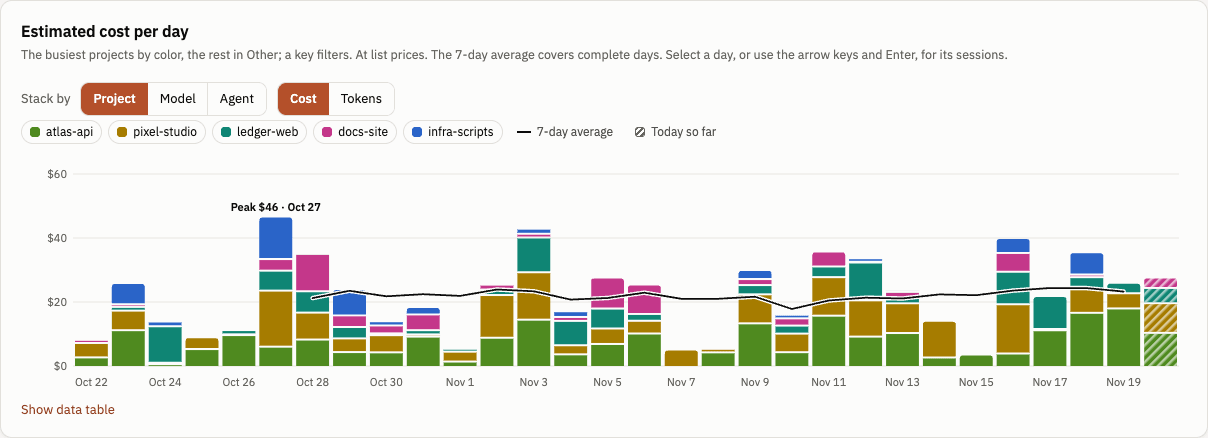 Estimated cost per day
The busiest projects by color, the rest in Other; a key filters. At list prices. The 7-day average covers complete days. Select a day, or use the arrow keys and Enter, for its sessions.
Stack by Project Model Agent Cost Tokens
atlas-api pixel-studio ledger-web docs-site infra-scripts 7-day average Today so far
$60
Peak $46 · Oct 27
$40
$20
$0
Oct 22 Oct 24 Oct 26 Oct 28 Oct 30 Nov 1 Nov 3 Nov 5 Nov 7 Nov 9 Nov 11 Nov 13 Nov 15 Nov 17 Nov 19
Show data table